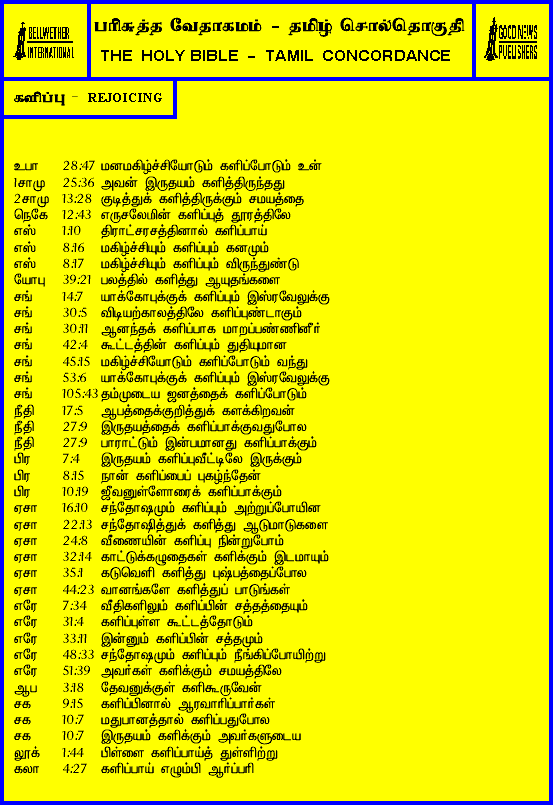 BELLWETHER
INTERNATIONAL
பரிசுத்த வேதாகமம் - தமிழ் சொல்தொகுதி
THE HOLY BIBLE - TAMIL CONCORDANCE
GOOD NEWS
PUBLISHERS
களிப்பு - REJOICING
உபா 28:47 மனமகிழ்ச்சியோடும் களிப்போடும் உன்
1சாமு 25:36 அவன் இருதயம் களித்திருந்தது
2சாமு 13:28 குடித்துக் களித்திருக்கும் சமயத்தை
நெகே 12:43 எருசலேமின் களிப்புத் தூரத்திலே
எஸ் 1:10 திராட்சரசத்தினால் களிப்பாய்
எஸ் 8:16 மகிழ்ச்சியும் களிப்பும் கனமும்
எஸ் 8:17 மகிழ்ச்சியும் களிப்பும் விருந்துண்டு
யோபு 39:21 பலத்தில் களித்து ஆயுதங்களை
சங் 14:7 யாக்கோபுக்குக் களிப்பும் இஸ்ரவேலுக்கு
சங் 30:5 விடியற்காலத்திலே களிப்புண்டாகும்
சங் 30:11 ஆனந்தக் களிப்பாக மாறப்பண்ணினீர்
சங் 42:4 கூட்டத்தின் களிப்பும் துதியுமான
சங் 45:15 மகிழ்ச்சியோடும் களிப்போடும் வந்து
சங் 53:6 யாக்கோபுக்குக் களிப்பும் இஸ்ரவேலுக்கு
சங் 105:43 தம்முடைய ஜனத்தைக் களிப்போடும்
நீதி 17:5 ஆபத்தைக்குறித்துக் களக்கிறவன்
நீதி 27:9 இருதயத்தைக் களிப்பாக்குவதுபோல
நீதி 27:9 பாராட்டும் இன்பமானது களிப்பாக்கும்
பிர 7:4 இருதயம் களிப்புவீட்டிலே இருக்கும்
பிர 8:15 நான் களிப்பைப் புகழ்ந்தேன்
பிர 10:19 ஜீவனுள்ளோரைக் களிப்பாக்கும்
ஏசா 16:10 சந்தோஷமும் களிப்பும் அற்றுப்போயின
ஏசா 22:13 சந்தோஷித்துக் களித்து ஆடுமாடுகளை
ஏசா 24:8 வீணையின் களிப்பு நின்றுபோம்
ஏசா 32:14 காட்டுக்கழுதைகள் களிக்கும் இடமாயும்
ஏசா 35:1 கடுவெளி களித்து புஷ்பத்தைப்போல
ஏசா 44:23 வானங்களே களித்துப் பாடுங்கள்
எரே 7:34 வீதிகளிலும் களிப்பின் சத்தத்தையும்
எரே 31:4 களிப்புள்ள கூட்டத்தோடும்
எரே 33:11 இன்னும் களிப்பின் சத்தமும்
எரே 48:33 சந்தோஷமும் களிப்பும் நீங்கிப்போயிற்று
எரே 51:39 அவர்கள் களிக்கும் சமயத்திலே
ஆப 3:18 தேவனுக்குள் களிகூருவேன்
சக 9:15 களிப்பினால் ஆரவாரிப்பார்கள்
சக 10:7 மதுபானத்தால் களிப்பதுபோல
சக 10:7 இருதயம் களிக்கும் அவர்களுடைய
லூக் 1:44 பிள்ளை களிப்பாய்த் துள்ளிற்று
கலா 4:27 களிப்பாய் எழும்பி ஆர்ப்பரி